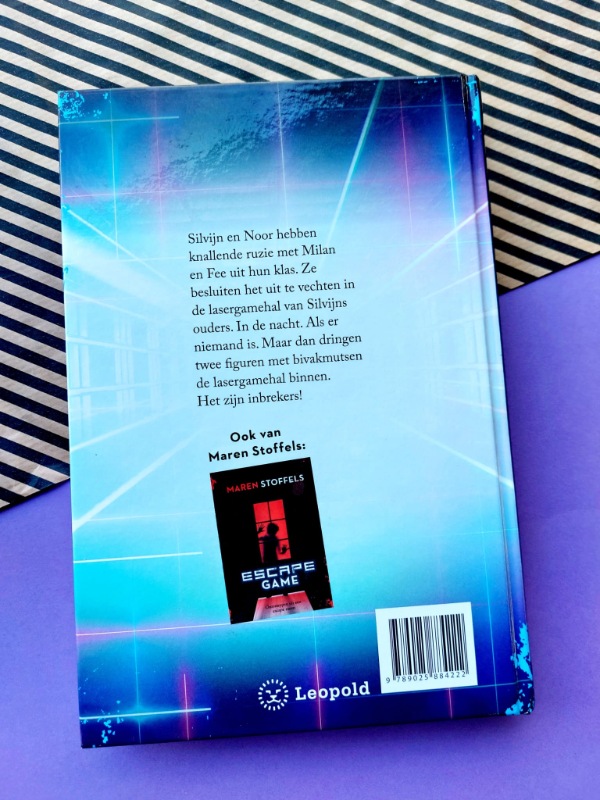 Silvijn en Noor hebben
knallende ruzie met Milan
en Fee uit hun klas. Ze
besluiten het uit te vechten in
de lasergamehal van Silvijns
ouders. In de nacht. Als er
niemand is. Maar dan dringen
twee figuren met bivakmutsen
de lasergamehal binnen.
Het zijn inbrekers!
Ook van
Maren Stoffels:
MAREN STOFFELS
ESCAPE
GAME
Leopold
9 789025 884222